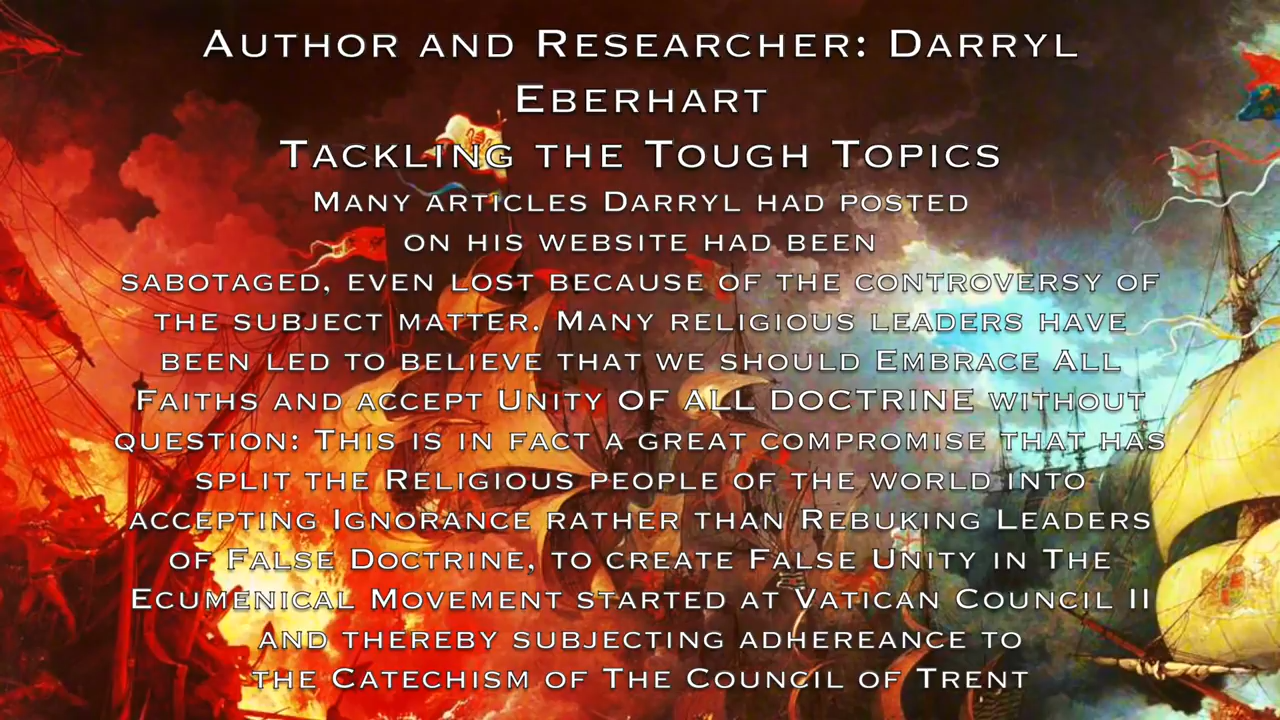 Author and Researcher: Darryl
Eberhart
Tackling the Tough Topics
Many articles Darryl had posted
on his website had been
sabotaged, even lost because of the controversy of
the subject matter. Many religious leaders have
been led to believe that we should Embrace All
Faiths and accept Unity OF ALL DOCTRINE without
question: This is in fact a great compromise that has
split the Religious people of the world into
accepting Ignorance rather than Rebuking Leaders
of False Doctrine, to create False Unity in The
Ecumenical Movement started at Vatican Council II
and thereby subjecting adhereance to
the Catechism of The Council of Trent